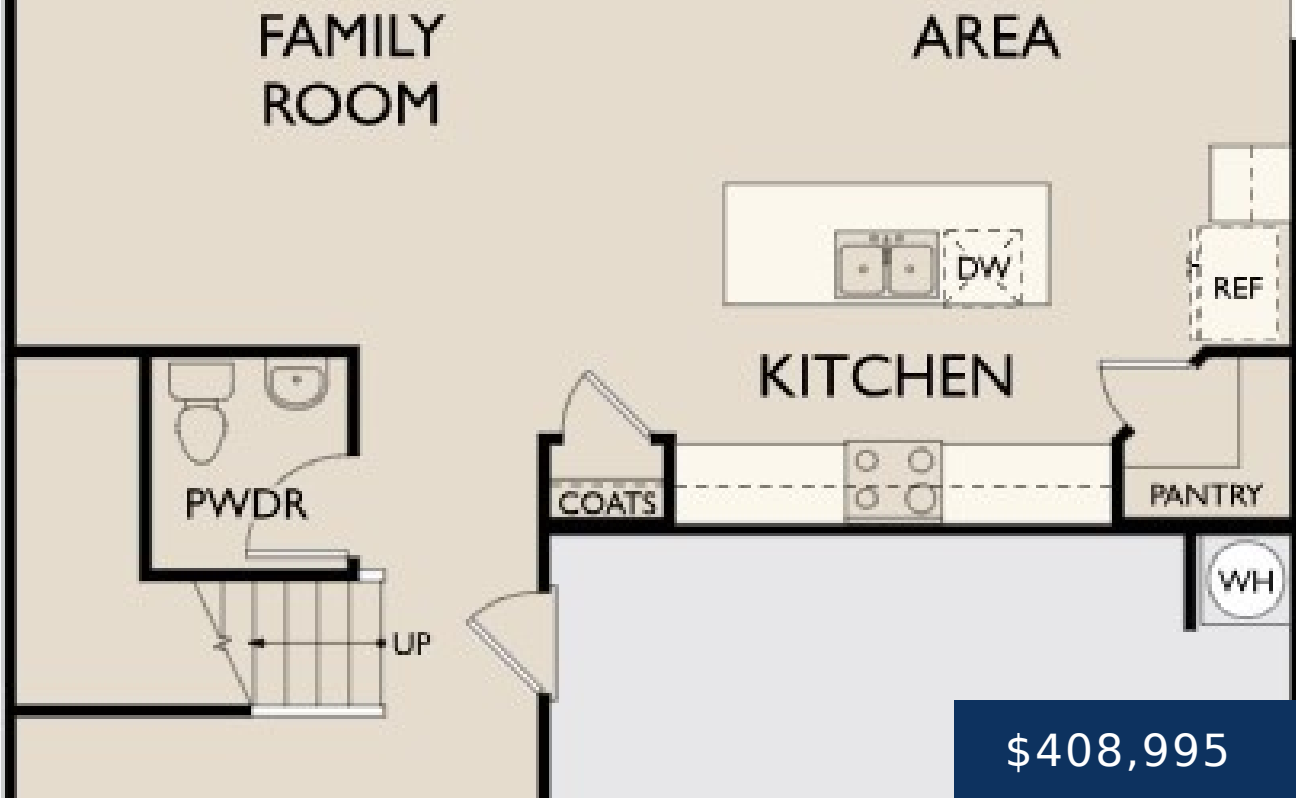 FAMILY
ROOM
AREA
DW
REF
KITCHEN
PWDR
COATS
PANTRY
WH
UP
$408,995